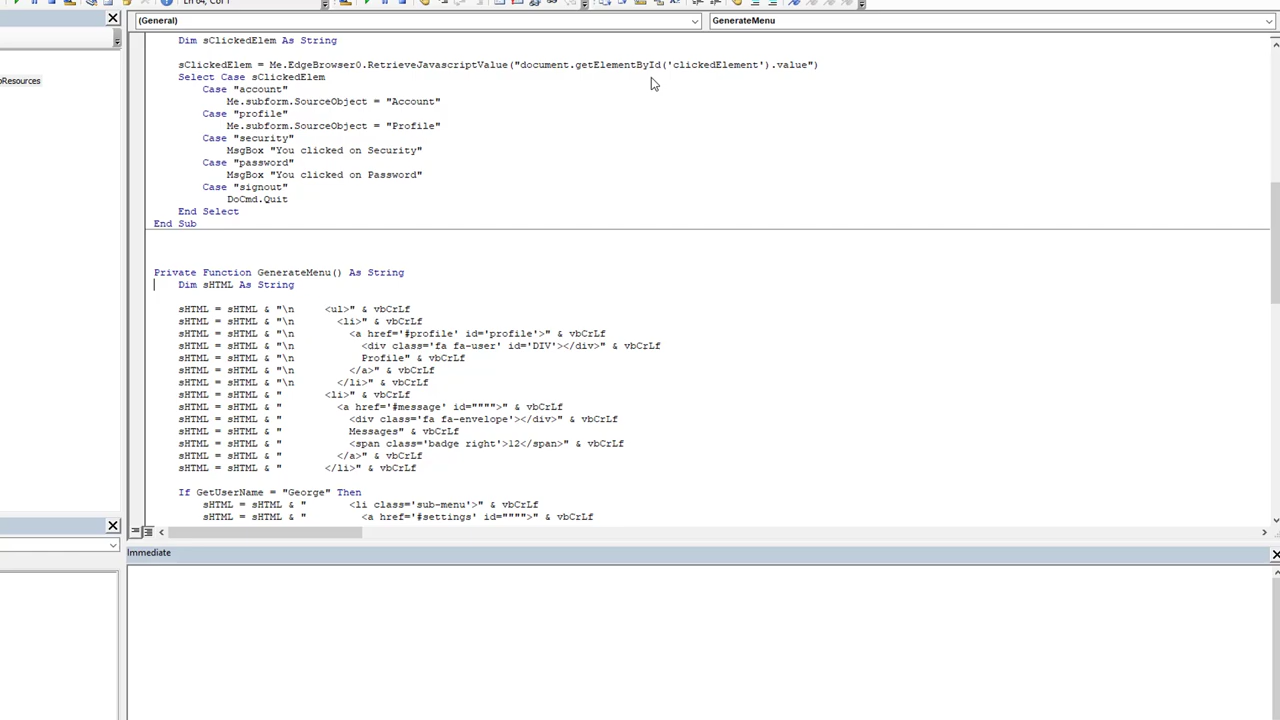 Ln 64, Col 1
(General)
GenerateMenu
Dim sClickedElem As String
sClickedElem = Me.EdgeBrowser0.RetrieveJavascriptValue("document.getElementById('clickedElement').value")
Select Case sClickedElem
Case "account"
Me.subform.SourceObject = "Account"
Case "profile"
Me.subform.SourceObject = "Profile"
Case "security"
MsgBox "You clicked on Security"
Case "password"
MsgBox "You clicked on Password"
Case "signout"
DoCmd.Quit
End Select
End Sub
Private Function GenerateMenu() As String
Dim sHTML As String
sHTML = sHTML & "\n     <ul>" & vbCrLf
sHTML = sHTML & "\n       <li>" & vbCrLf
sHTML = sHTML & "\n         <a href='#profile' id='profile'>" & vbCrLf
sHTML = sHTML & "\n           <div class='fa fa-user' id='DIV'></div>" & vbCrLf
sHTML = sHTML & "\n           Profile" & vbCrLf
sHTML = sHTML & "\n         </a>" & vbCrLf
sHTML = sHTML & "\n       </li>" & vbCrLf
sHTML = sHTML & "       <li>" & vbCrLf
sHTML = sHTML & "         <a href='#message' id="""">" & vbCrLf
sHTML = sHTML & "           <div class='fa fa-envelope'></div>" & vbCrLf
sHTML = sHTML & "           Messages" & vbCrLf
sHTML = sHTML & "           <span class='badge right'>12</span>" & vbCrLf
sHTML = sHTML & "         </a>" & vbCrLf
sHTML = sHTML & "       </li>" & vbCrLf
If GetUserName = "George" Then
sHTML = sHTML & "       <li class='sub-menu'>" & vbCrLf
sHTML = sHTML & "         <a href='#settings' id="""">" & vbCrLf
Immediate